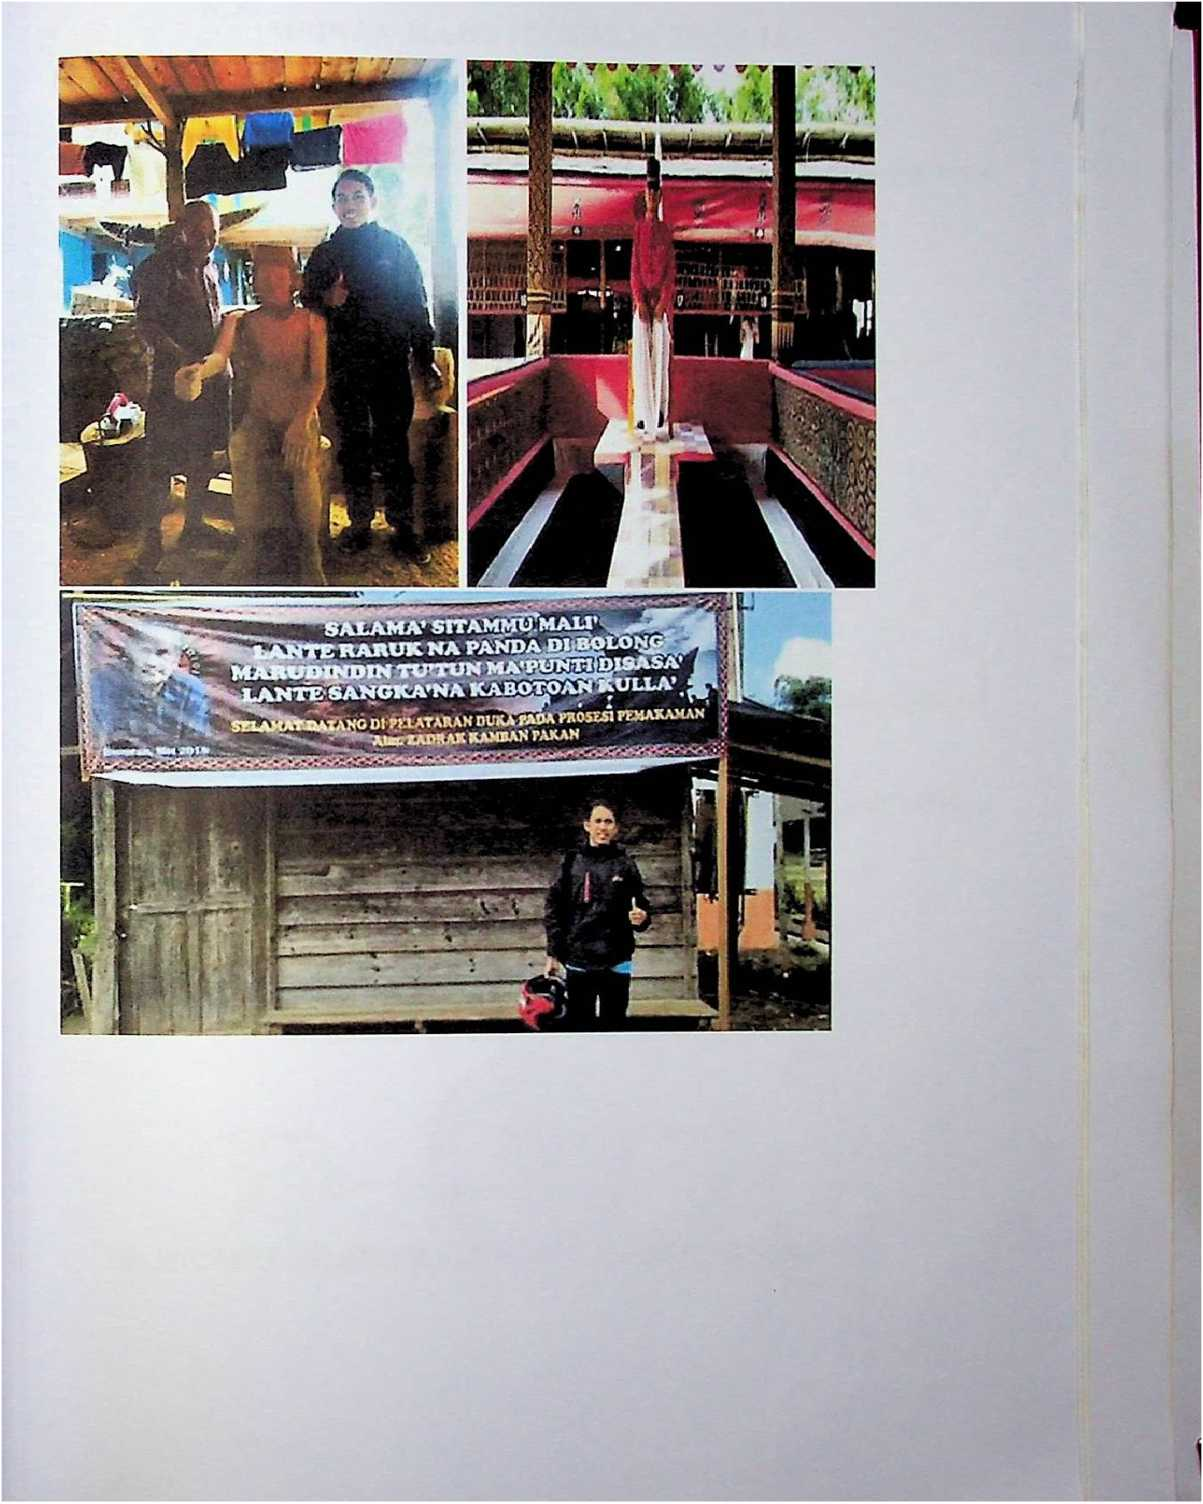 SALAMA' SITAMMU MALI'
LANTE RARUK NA PANDA DI BOLONG
MARUDINDIN TU'TUN MA'PUNTI DISASA'
LANTE SANGKA'NA KABOTOAN KULLA'
SELAMAT DATANG DI PELATARAN DUKA PADA PROSESI PEMAKAMAN
Alm. ZADRAK KAMBAN PAKAN